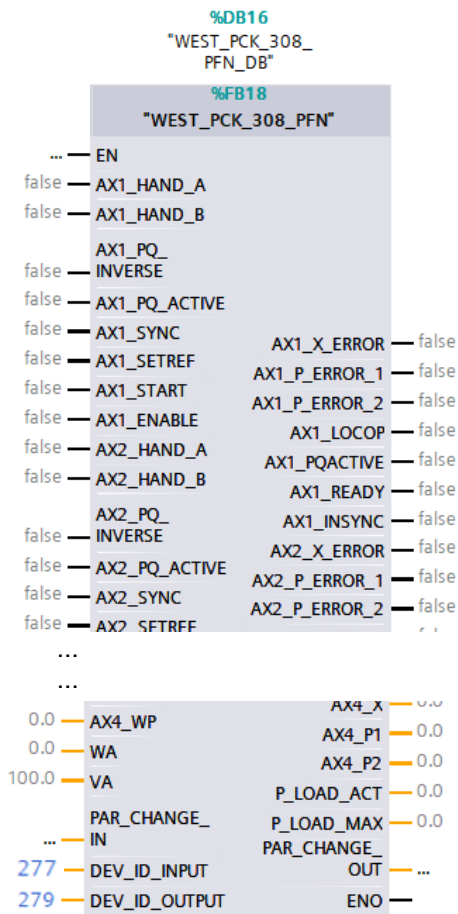 %DB16
"WEST_PCK_308_
PFN_DB"
%FB18
"WEST_PCK_308_PFN"
... EN
false AX1_HAND_A
false AX1_HAND_B
AX1_PQ_
false INVERSE
false AX1_PQ_ACTIVE
false AX1_SYNC
AX1_X_ERROR false
false AX1_SETREF
AX1_P_ERROR_1 false
false AX1_START
AX1_P_ERROR_2 false
false AX1_ENABLE
AX1_LOCOP false
false AX2_HAND_A
AX1_PQACTIVE false
false AX2_HAND_B
AX1_READY false
AX2_PQ_
AX1_INSYNC false
false INVERSE
AX2_X_ERROR false
false AX2_PQ_ACTIVE
AX2_P_ERROR_1 false
false AX2_SYNC
AX2_P_ERROR_2 false
false AX2_SETREF
...
...
AX4_X 0.0
0.0 AX4_WP
AX4_P1 0.0
0.0 WA
AX4_P2 0.0
100.0 VA
P_LOAD_ACT 0.0
PAR_CHANGE_
P_LOAD_MAX 0.0
... IN
PAR_CHANGE_
OUT ...
277 DEV_ID_INPUT
279 DEV_ID_OUTPUT
ENO